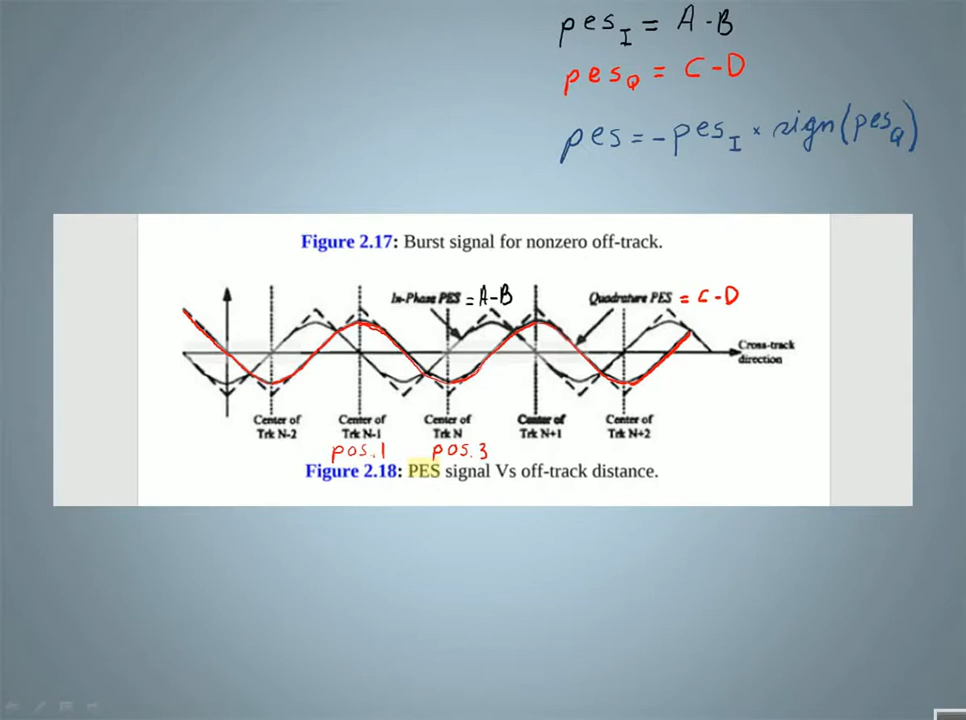 pes_I = A-B
pes_Q = C-D
pes = -pes_I × sign(pes_Q)
Figure 2.17: Burst signal for nonzero off-track.
In-Phase PES = A-B
Quadrature PES = C-D
Cross-track
direction
Center of Center of Center of Center of Center of
Trk N-2 Trk N-1 Trk N Trk N+1 Trk N+2
pos.1 pos.3
Figure 2.18: PES signal Vs off-track distance.